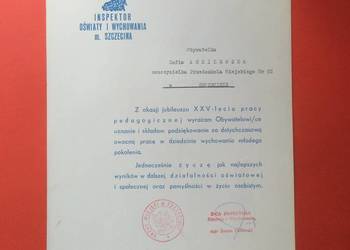 INSPEKTOR
OŚWIATY I WYCHOWANIA
m. SZCZECINA
Obywatelka
Zofia
nauczycielka Przedszkola Miejskiego Nr
w
Z okazji jubileuszu XXV-lecia pracy
pedagogicznej wyrażam Obywatelowi/ce
uznanie i składam podziękowanie za dotychczasową
owocną pracę w dziedzinie wychowania młodego
pokolenia.
Jednocześnie życzę jak najlepszych
wyników w dalszej działalności oświatowej
i społecznej oraz pomyślności w życiu osobistym.